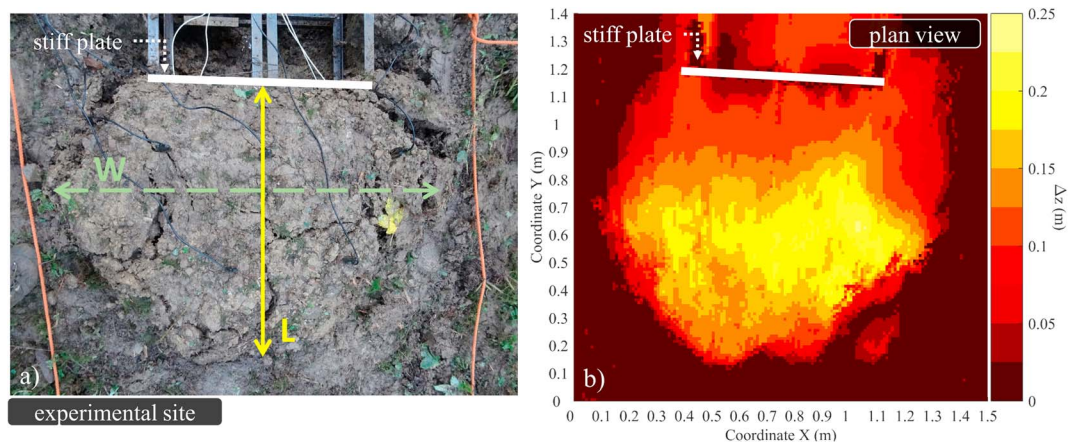 stiff plate
W
L
a)
experimental site
1.4
1.3
1.2
1.1
0.9
0.8
0.7
0.6
0.5
0.4
0.3
0.2
0.1
0
Coordinate Y (m)
stiff plate
plan view
b)
0 0.1 0.2 0.3 0.4 0.5 0.6 0.7 0.8 0.9 1 1.1 1.2 1.3 1.5
Coordinate X (m)
0.25
0.2
0.15
0.1
0.05
0
Δz (m)